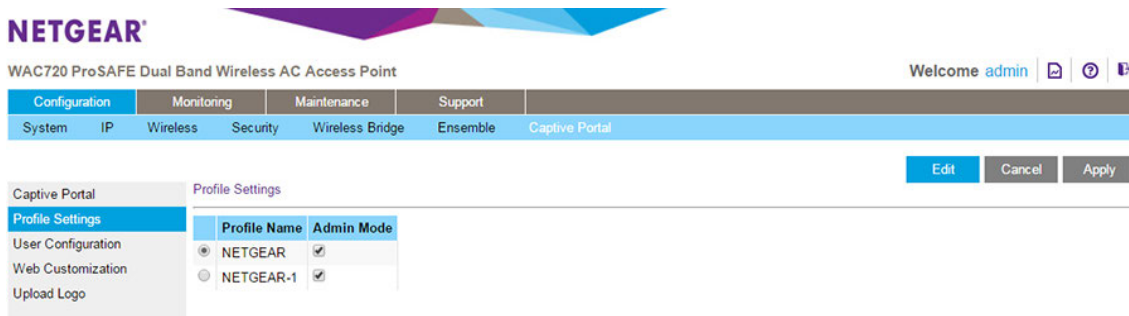 NETGEAR®
WAC720 ProSAFE Dual Band Wireless AC Access Point
Welcome admin
Configuration Monitoring Maintenance Support
System IP Wireless Security Wireless Bridge Ensemble Captive Portal
Edit Cancel Apply
Captive Portal
Profile Settings
User Configuration
Web Customization
Upload Logo
Profile Settings
Profile Name Admin Mode
NETGEAR
NETGEAR-1